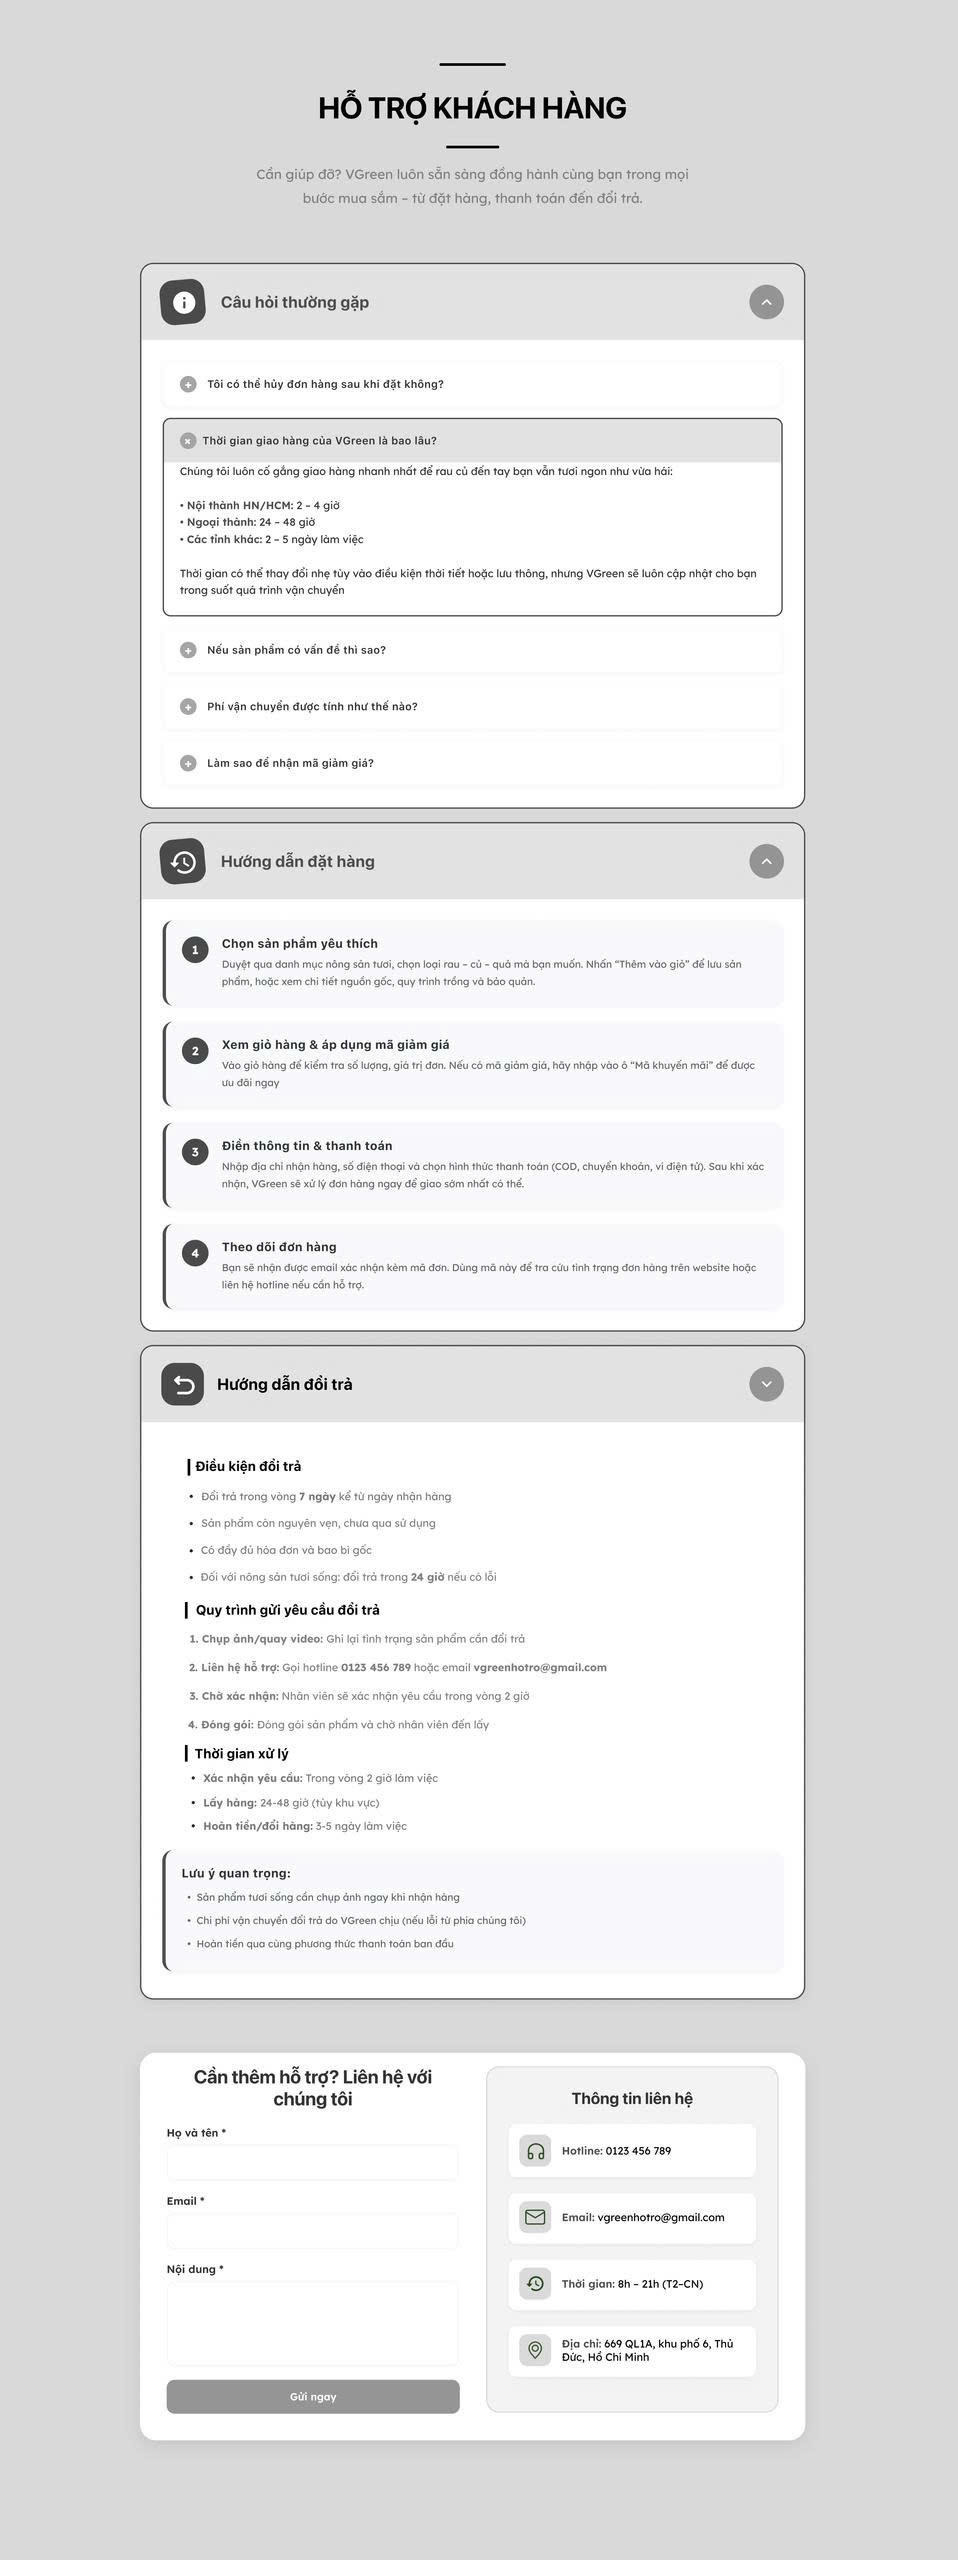 HỖ TRỢ KHÁCH HÀNG
Cần giúp đỡ? VGreen luôn sẵn sàng đồng hành cùng bạn trong mọi
bước mua sắm – từ đặt hàng, thanh toán đến đổi trả.
Câu hỏi thường gặp
Tôi có thể hủy đơn hàng sau khi đặt không?
Thời gian giao hàng của VGreen là bao lâu?
Chúng tôi luôn cố gắng giao hàng nhanh nhất để rau củ đến tay bạn vẫn tươi ngon như vừa hái:
• Nội thành HN/HCM: 2 – 4 giờ
• Ngoại thành: 24 – 48 giờ
• Các tỉnh khác: 2 – 5 ngày làm việc
Thời gian có thể thay đổi nhẹ tùy vào điều kiện thời tiết hoặc lưu thông, nhưng VGreen sẽ luôn cập nhật cho bạn
trong suốt quá trình vận chuyển
Nếu sản phẩm có vấn đề thì sao?
Phí vận chuyển được tính như thế nào?
Làm sao để nhận mã giảm giá?
Hướng dẫn đặt hàng
1
Chọn sản phẩm yêu thích
Duyệt qua danh mục nông sản tươi, chọn loại rau – củ – quả mà bạn muốn. Nhấn “Thêm vào giỏ” để lưu sản
phẩm, hoặc xem chi tiết nguồn gốc, quy trình trồng và bảo quản.
2
Xem giỏ hàng & áp dụng mã giảm giá
Vào giỏ hàng để kiểm tra số lượng, giá trị đơn. Nếu có mã giảm giá, hãy nhập vào ô “Mã khuyến mãi” để được
ưu đãi ngay
3
Điền thông tin & thanh toán
Nhập địa chỉ nhận hàng, số điện thoại và chọn hình thức thanh toán (COD, chuyển khoản, ví điện tử). Sau khi xác
nhận, VGreen sẽ xử lý đơn hàng ngay để giao sớm nhất có thể.
4
Theo dõi đơn hàng
Bạn sẽ nhận được email xác nhận kèm mã đơn. Dùng mã này để tra cứu tình trạng đơn hàng trên website hoặc
liên hệ hotline nếu cần hỗ trợ.
Hướng dẫn đổi trả
Điều kiện đổi trả
• Đổi trả trong vòng 7 ngày kể từ ngày nhận hàng
• Sản phẩm còn nguyên vẹn, chưa qua sử dụng
• Có đầy đủ hóa đơn và bao bì gốc
• Đối với nông sản tươi sống: đổi trả trong 24 giờ nếu có lỗi
Quy trình gửi yêu cầu đổi trả
1. Chụp ảnh/quay video: Ghi lại tình trạng sản phẩm cần đổi trả
2. Liên hệ hỗ trợ: Gọi hotline 0123 456 789 hoặc email vgreenhotro@gmail.com
3. Chờ xác nhận: Nhân viên sẽ xác nhận yêu cầu trong vòng 2 giờ
4. Đóng gói: Đóng gói sản phẩm và chờ nhân viên đến lấy
Thời gian xử lý
• Xác nhận yêu cầu: Trong vòng 2 giờ làm việc
• Lấy hàng: 24-48 giờ (tùy khu vực)
• Hoàn tiền/đổi hàng: 3-5 ngày làm việc
Lưu ý quan trọng:
• Sản phẩm tươi sống cần chụp ảnh ngay khi nhận hàng
• Chi phí vận chuyển đổi trả do VGreen chịu (nếu lỗi từ phía chúng tôi)
• Hoàn tiền qua cùng phương thức thanh toán ban đầu
Cần thêm hỗ trợ? Liên hệ với
chúng tôi
Họ và tên *
Email *
Nội dung *
Gửi ngay
Thông tin liên hệ
Hotline: 0123 456 789
Email: vgreenhotro@gmail.com
Thời gian: 8h – 21h (T2–CN)
Địa chỉ: 669 QL1A, khu phố 6, Thủ
Đức, Hồ Chí Minh